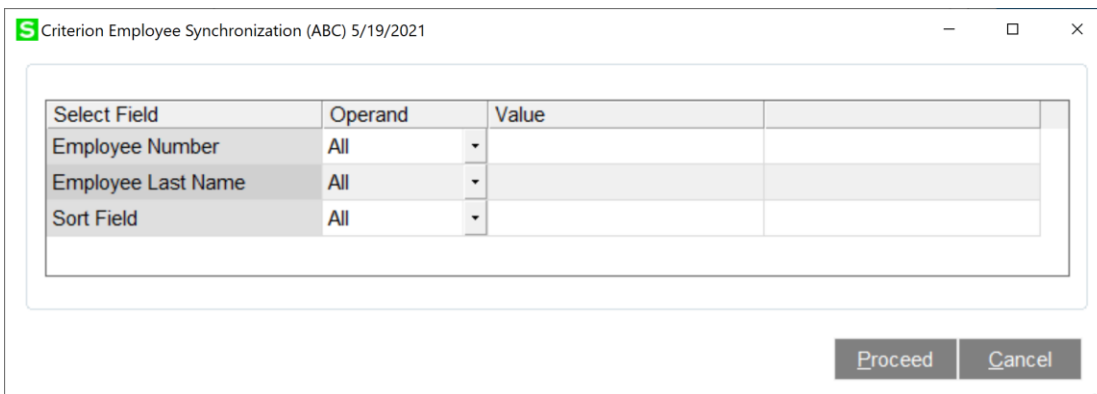 S Criterion Employee Synchronization (ABC) 5/19/2021
Select Field Operand Value
Employee Number All
Employee Last Name All
Sort Field All
Proceed Cancel